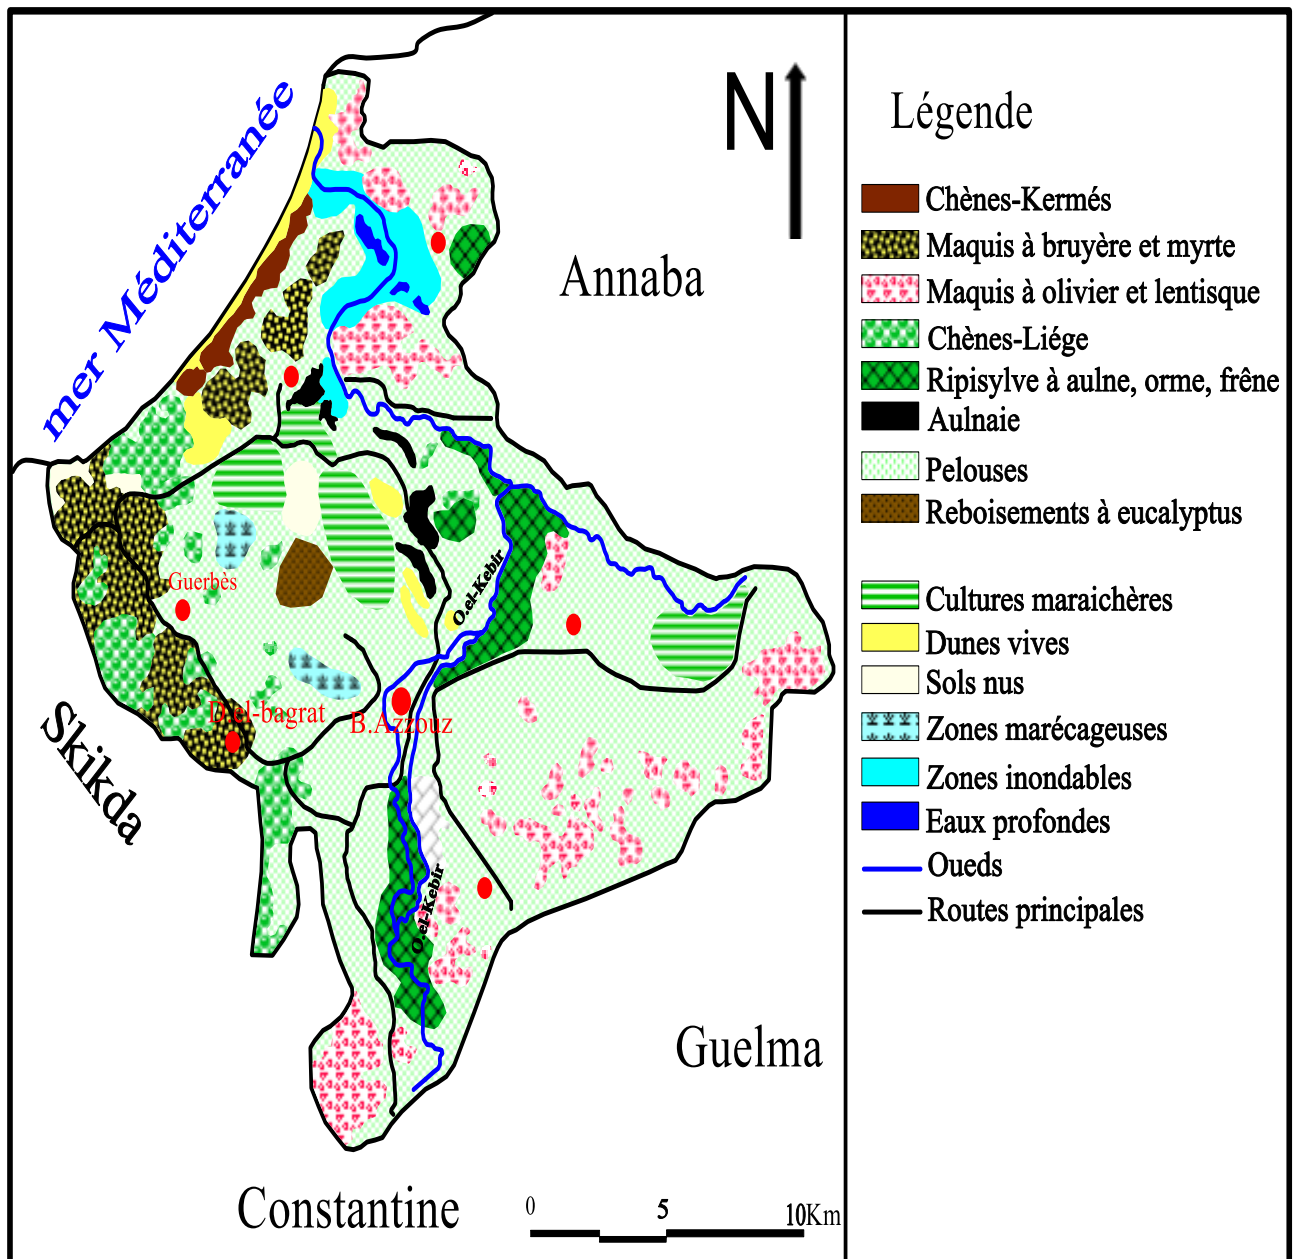 mer Méditerranée
N
Annaba
Guerbès
O.el-Kebir
D.el-bagrat
B.Azzouz
Skikda
O.el-Kebir
Guelma
Constantine
0 5 10Km
Légende
Chènes-Kermés
Maquis à bruyère et myrte
Maquis à olivier et lentisque
Chènes-Liége
Ripisylve à aulne, orme, frêne
Aulnaie
Pelouses
Reboisements à eucalyptus
Cultures maraichères
Dunes vives
Sols nus
Zones marécageuses
Zones inondables
Eaux profondes
Oueds
Routes principales